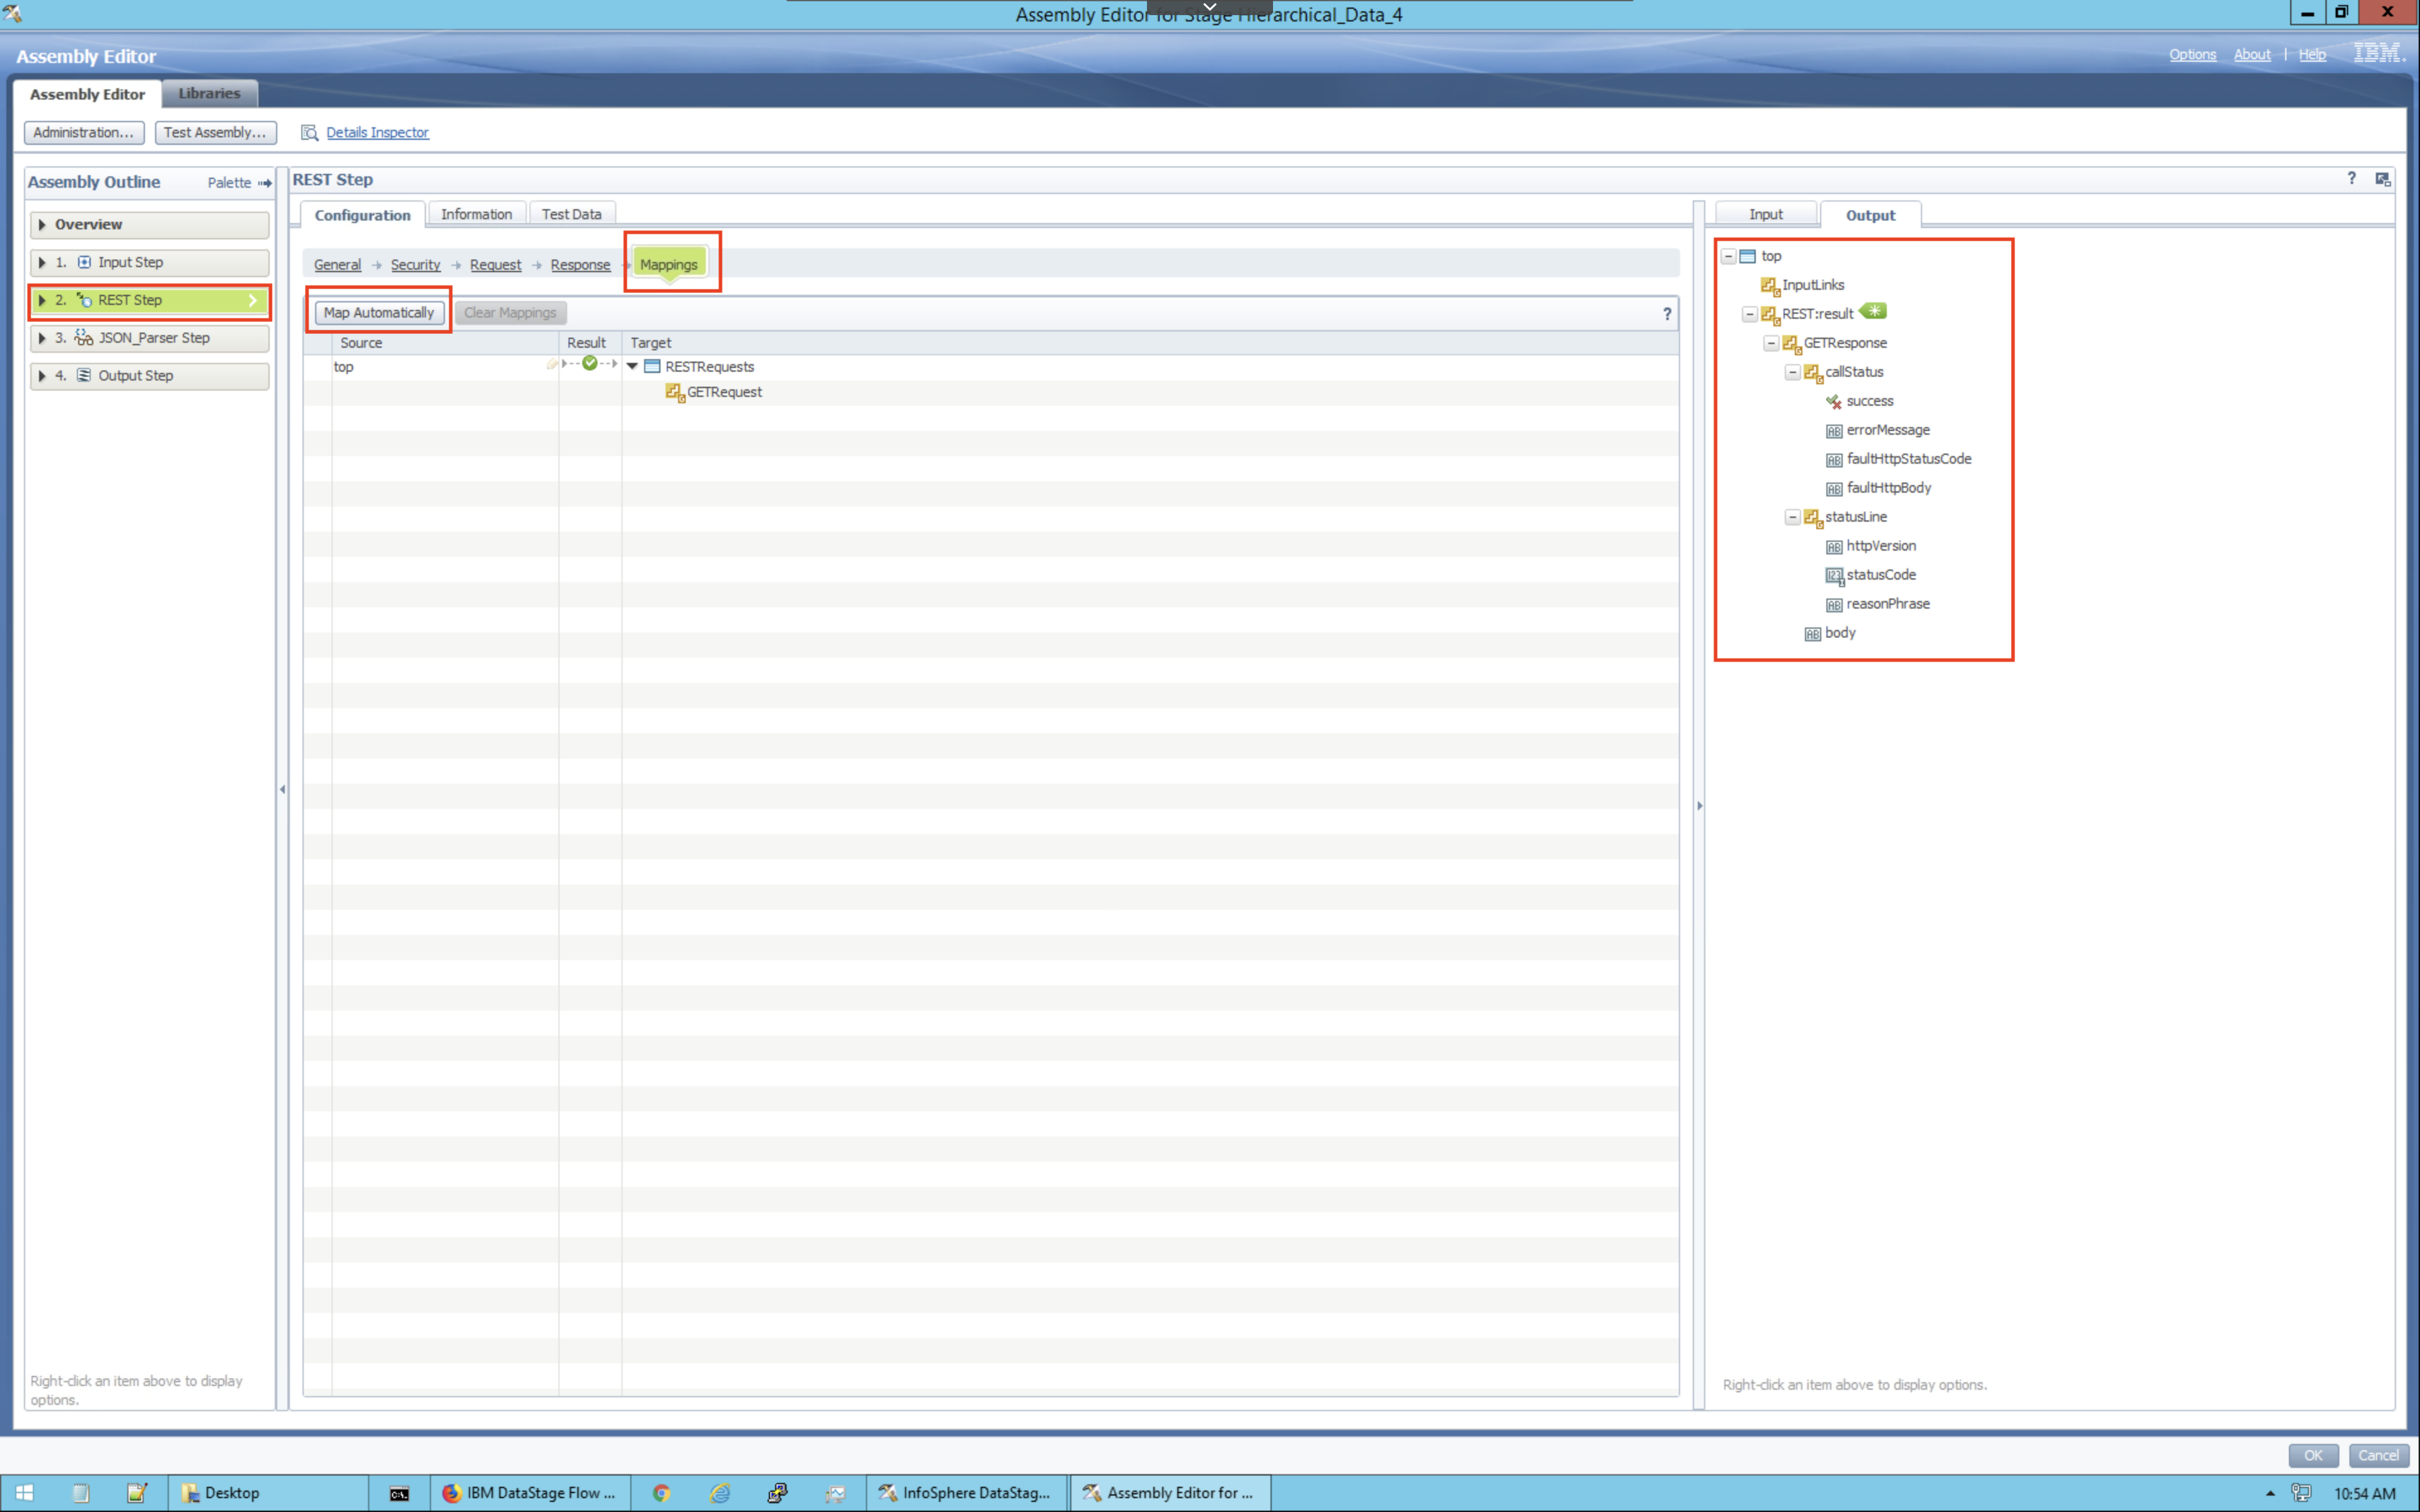 Assembly Editor for Stage Hierarchical_Data_4
Assembly Editor
Options About | Help IBM.
Assembly Editor Libraries
Administration... Test Assembly... Details Inspector
Assembly Outline Palette
Overview
1. Input Step
2. REST Step
3. JSON_Parser Step
4. Output Step
Right-click an item above to display
options.
REST Step ?
Configuration Information Test Data
General Security Request Response Mappings
Map Automatically Clear Mappings ?
Source Result Target
top RESTRequests
GETRequest
Input Output
top
InputLinks
REST:result
GETResponse
callStatus
success
errorMessage
faultHttpStatusCode
faultHttpBody
statusLine
httpVersion
statusCode
reasonPhrase
body
Right-click an item above to display options.
OK Cancel
Desktop IBM DataStage Flow ... InfoSphere DataStag... Assembly Editor for ... 10:54 AM